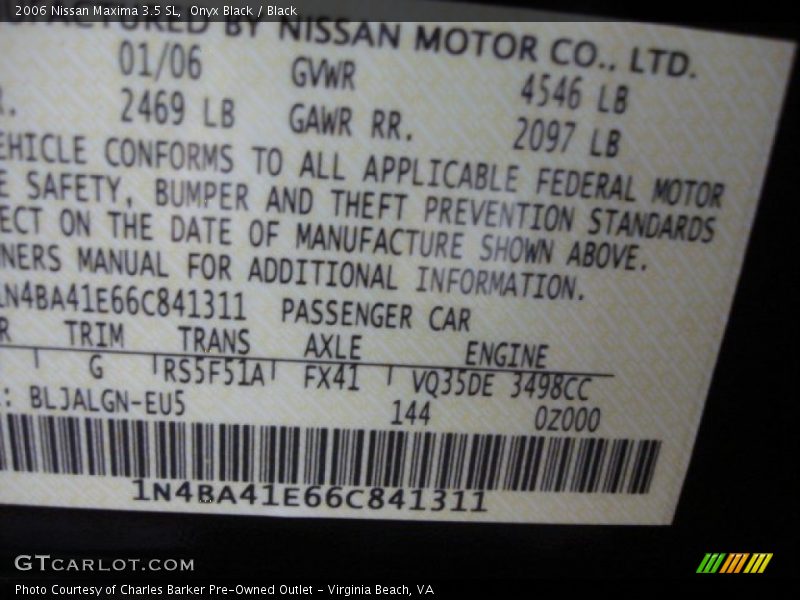 2006 Nissan Maxima 3.5 SL, Onyx Black / Black
BY NISSAN MOTOR CO., LTD.
01/06 GVWR 4546 LB
R. 2469 LB GAWR RR. 2097 LB
EHICLE CONFORMS TO ALL APPLICABLE FEDERAL MOTOR
E SAFETY, BUMPER AND THEFT PREVENTION STANDARDS
ECT ON THE DATE OF MANUFACTURE SHOWN ABOVE.
NERS MANUAL FOR ADDITIONAL INFORMATION.
1N4BA41E66C841311 PASSENGER CAR
R TRIM TRANS AXLE ENGINE
G RS5F51A FX41 VQ35DE 3498CC
: BLJALGN-EU5 144 0Z000
1N4BA41E66C841311
GTCARLOT.COM
Photo Courtesy of Charles Barker Pre-Owned Outlet - Virginia Beach, VA